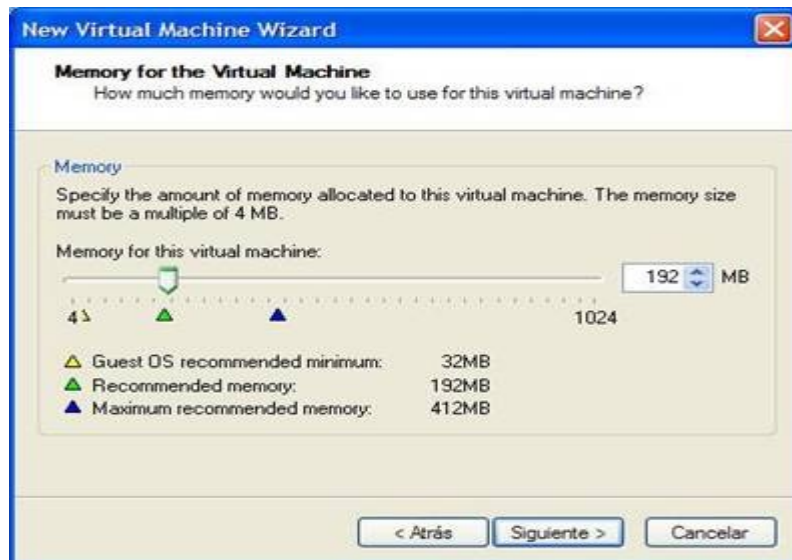 New Virtual Machine Wizard
Memory for the Virtual Machine
How much memory would you like to use for this virtual machine?
Memory
Specify the amount of memory allocated to this virtual machine. The memory size
must be a multiple of 4 MB.
Memory for this virtual machine:
192 MB
4 1024
Guest OS recommended minimum: 32MB
Recommended memory: 192MB
Maximum recommended memory: 412MB
< Atrás Siguiente > Cancelar